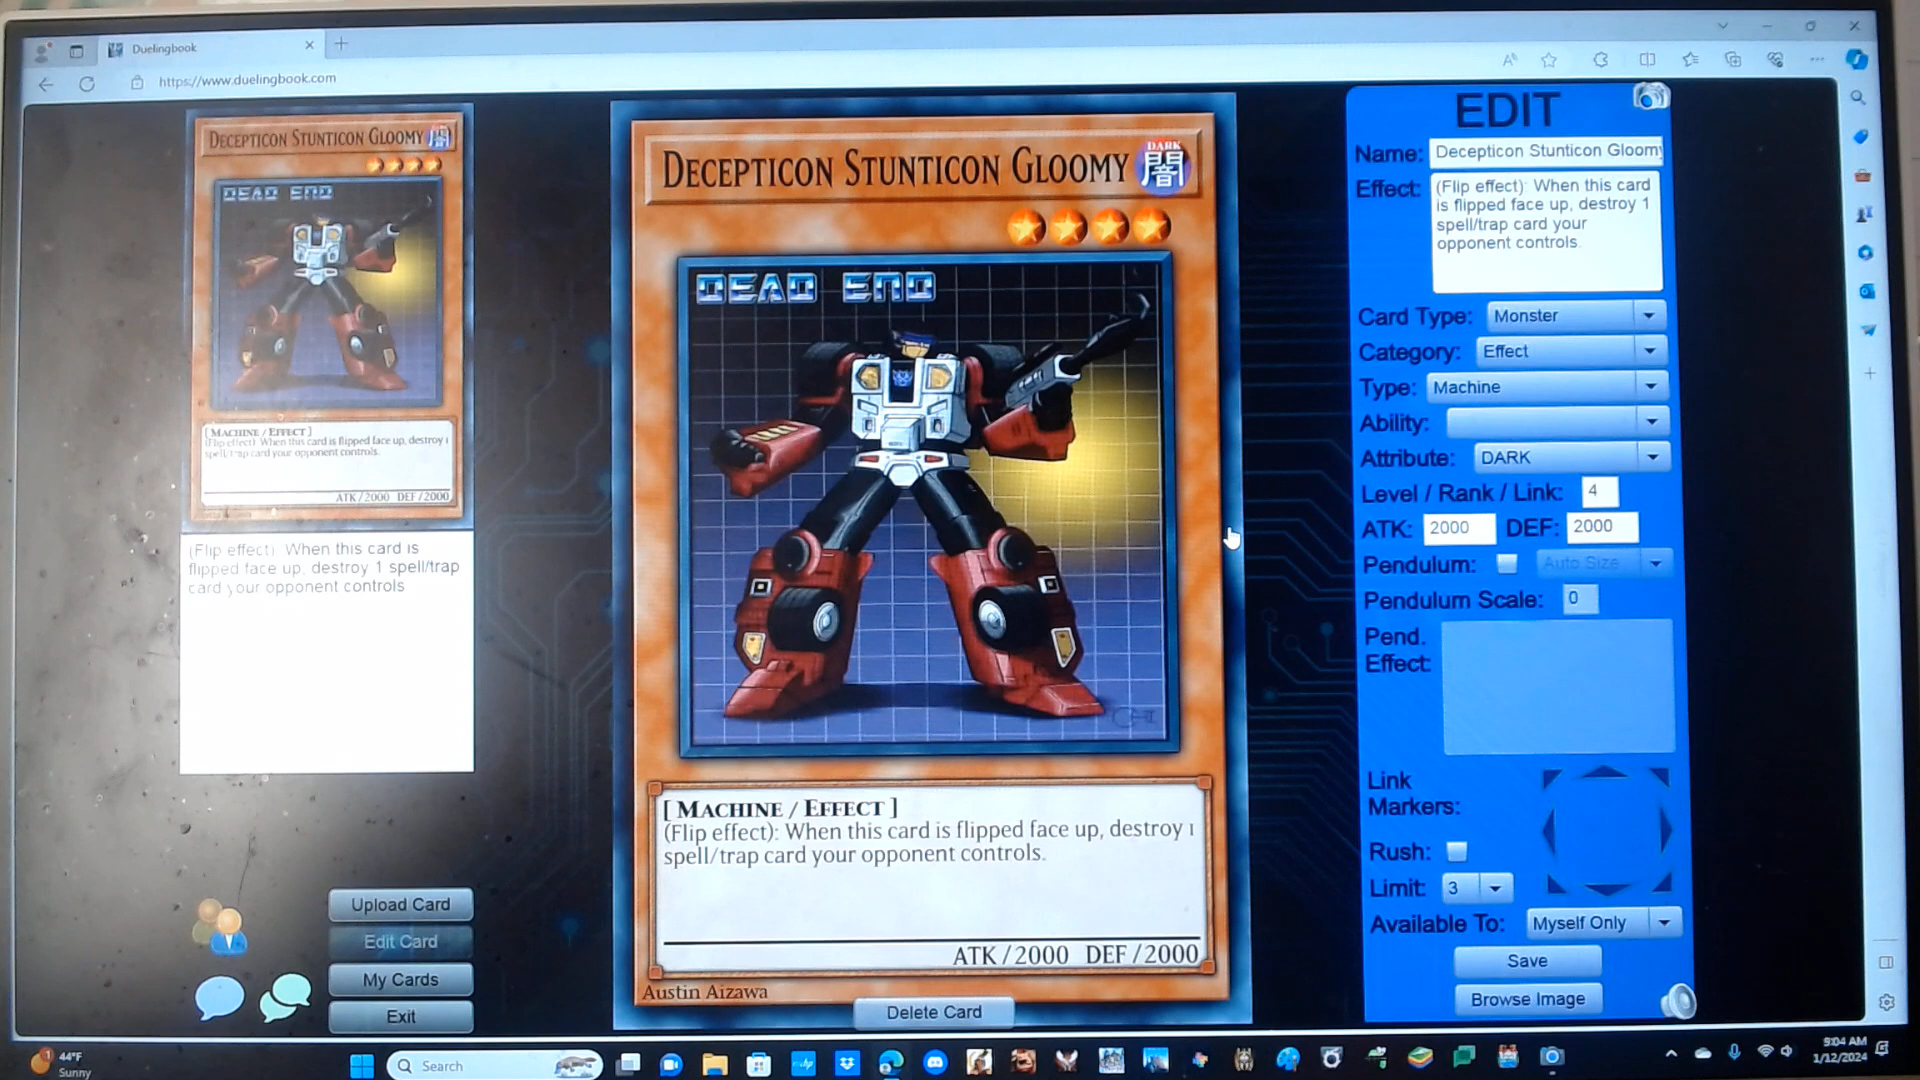 Duelingbook
https://www.duelingbook.com
DECEPTICON STUNTICON GLOOMY
闇
DEAD END
[ MACHINE / EFFECT ]
(Flip effect): When this card is flipped face up, destroy 1
spell/trap card your opponent controls.
ATK/2000 DEF/2000
(Flip effect): When this card is
flipped face up, destroy 1 spell/trap
card your opponent controls
Upload Card
Edit Card
My Cards
Exit
DECEPTICON STUNTICON GLOOMY
DARK
闇
DEAD END
[ MACHINE / EFFECT ]
(Flip effect): When this card is flipped face up, destroy 1
spell/trap card your opponent controls.
ATK/2000 DEF/2000
Austin Aizawa
Delete Card
EDIT
Name: Decepticon Stunticon Gloomy
Effect: (Flip effect): When this card
is flipped face up, destroy 1
spell/trap card your
opponent controls.
Card Type: Monster
Category: Effect
Type: Machine
Ability:
Attribute: DARK
Level / Rank / Link: 4
ATK: 2000 DEF: 2000
Pendulum: Auto Size
Pendulum Scale: 0
Pend.
Effect:
Link
Markers:
Rush:
Limit: 3
Available To: Myself Only
Save
Browse Image
1
44°F
Sunny
Search
9:04 AM
1/12/2024